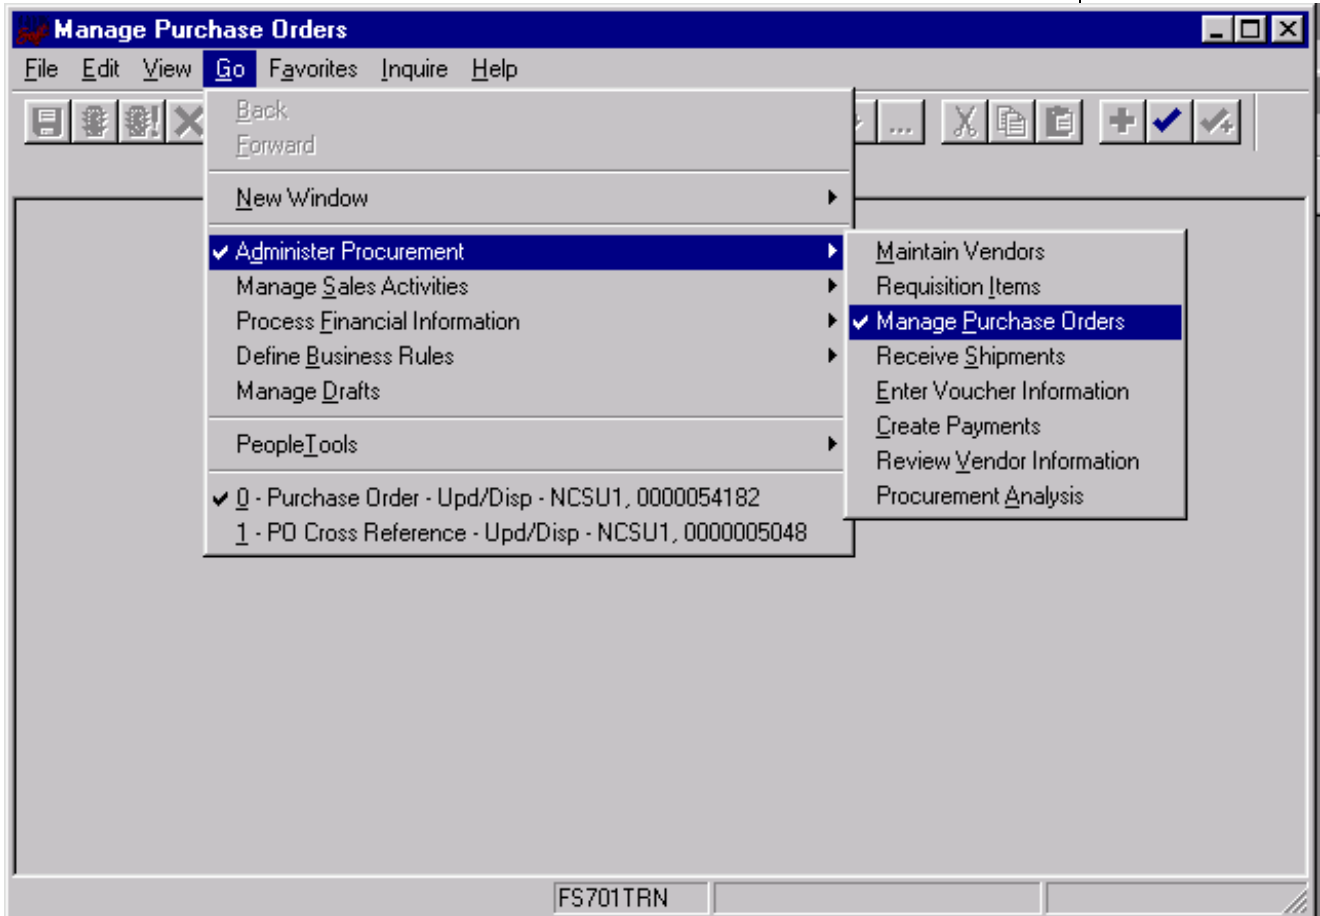 Manage Purchase Orders
File Edit View Go Favorites Inquire Help
Back
Forward
New Window
Administer Procurement
Manage Sales Activities
Process Financial Information
Define Business Rules
Manage Drafts
PeopleTools
0 - Purchase Order - Upd/Disp - NCSU1, 0000054182
1 - PO Cross Reference - Upd/Disp - NCSU1, 0000005048
Maintain Vendors
Requisition Items
Manage Purchase Orders
Receive Shipments
Enter Voucher Information
Create Payments
Review Vendor Information
Procurement Analysis
...
FS701TRN